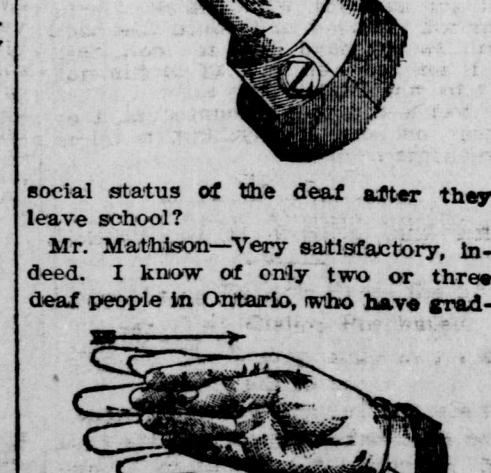 Z
social status of the deaf after they
leave school?
Mr. Mathison—Very satisfactory, in-
deed. I know of only two or three
deaf people in Ontario, who have grad-